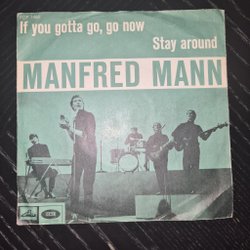 If you gotta go, go now
Stay around
MANFRED MANN